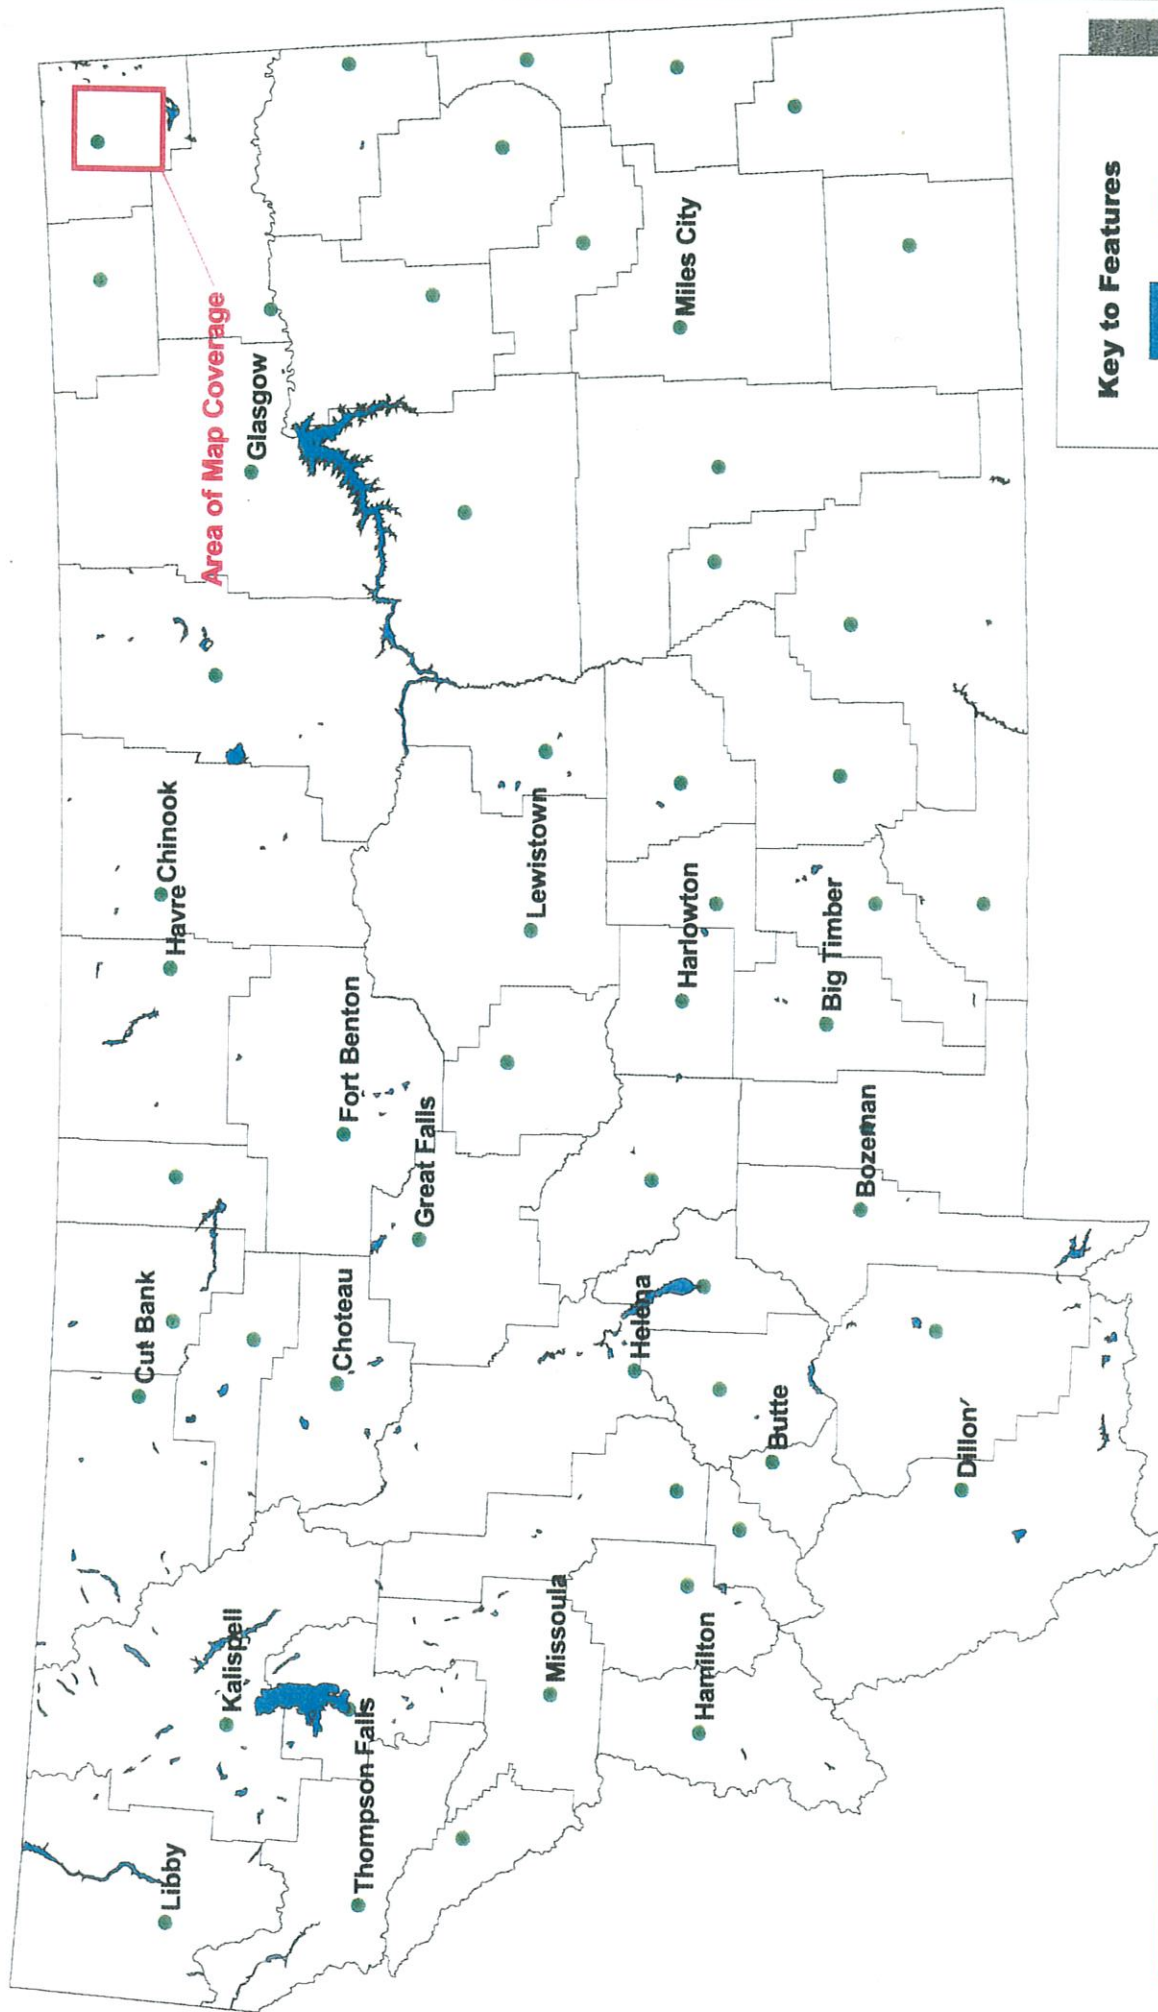 Area of Map Coverage
Libby
Kalispell
Cut Bank
Havre
Chinook
Glasgow
Thompson Falls
Choteau
Fort Benton
Great Falls
Missoula
Helena
Lewistown
Hamilton
Butte
Harlowton
Miles City
Dillon
Bozeman
Big Timber
Key to Features